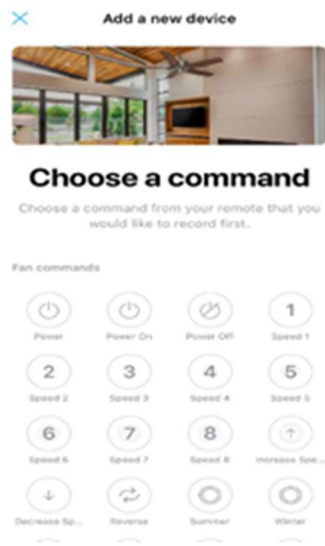 Add a new device
Choose a command
Choose a command from your remote that you
would like to record first.
Fan commands
1
Power Power On Power Off Speed 1
2 3 4 5
Speed 2 Speed 3 Speed 4 Speed 5
6 7 8
Speed 6 Speed 7 Speed 8 Increase Spe...
Decrease Sp... Reverse Summer Winter